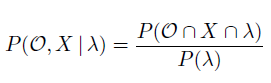 P(𝒪, X | λ) = P(𝒪 ∩ X ∩ λ) / P(λ)